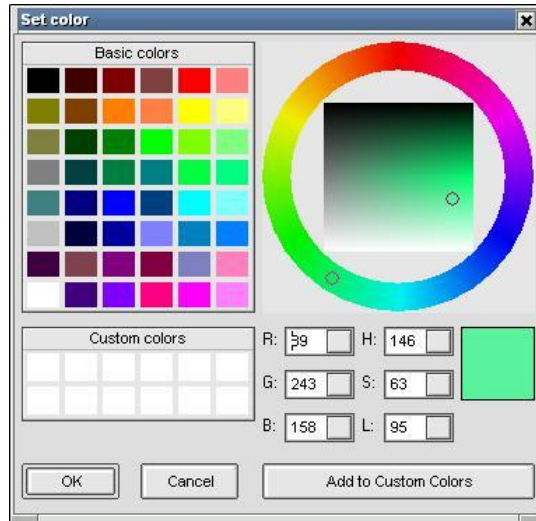 Set color
Basic colors
Custom colors
R: H: 146
G: 243 S: 63
B: 158 L: 95
OK Cancel Add to Custom Colors